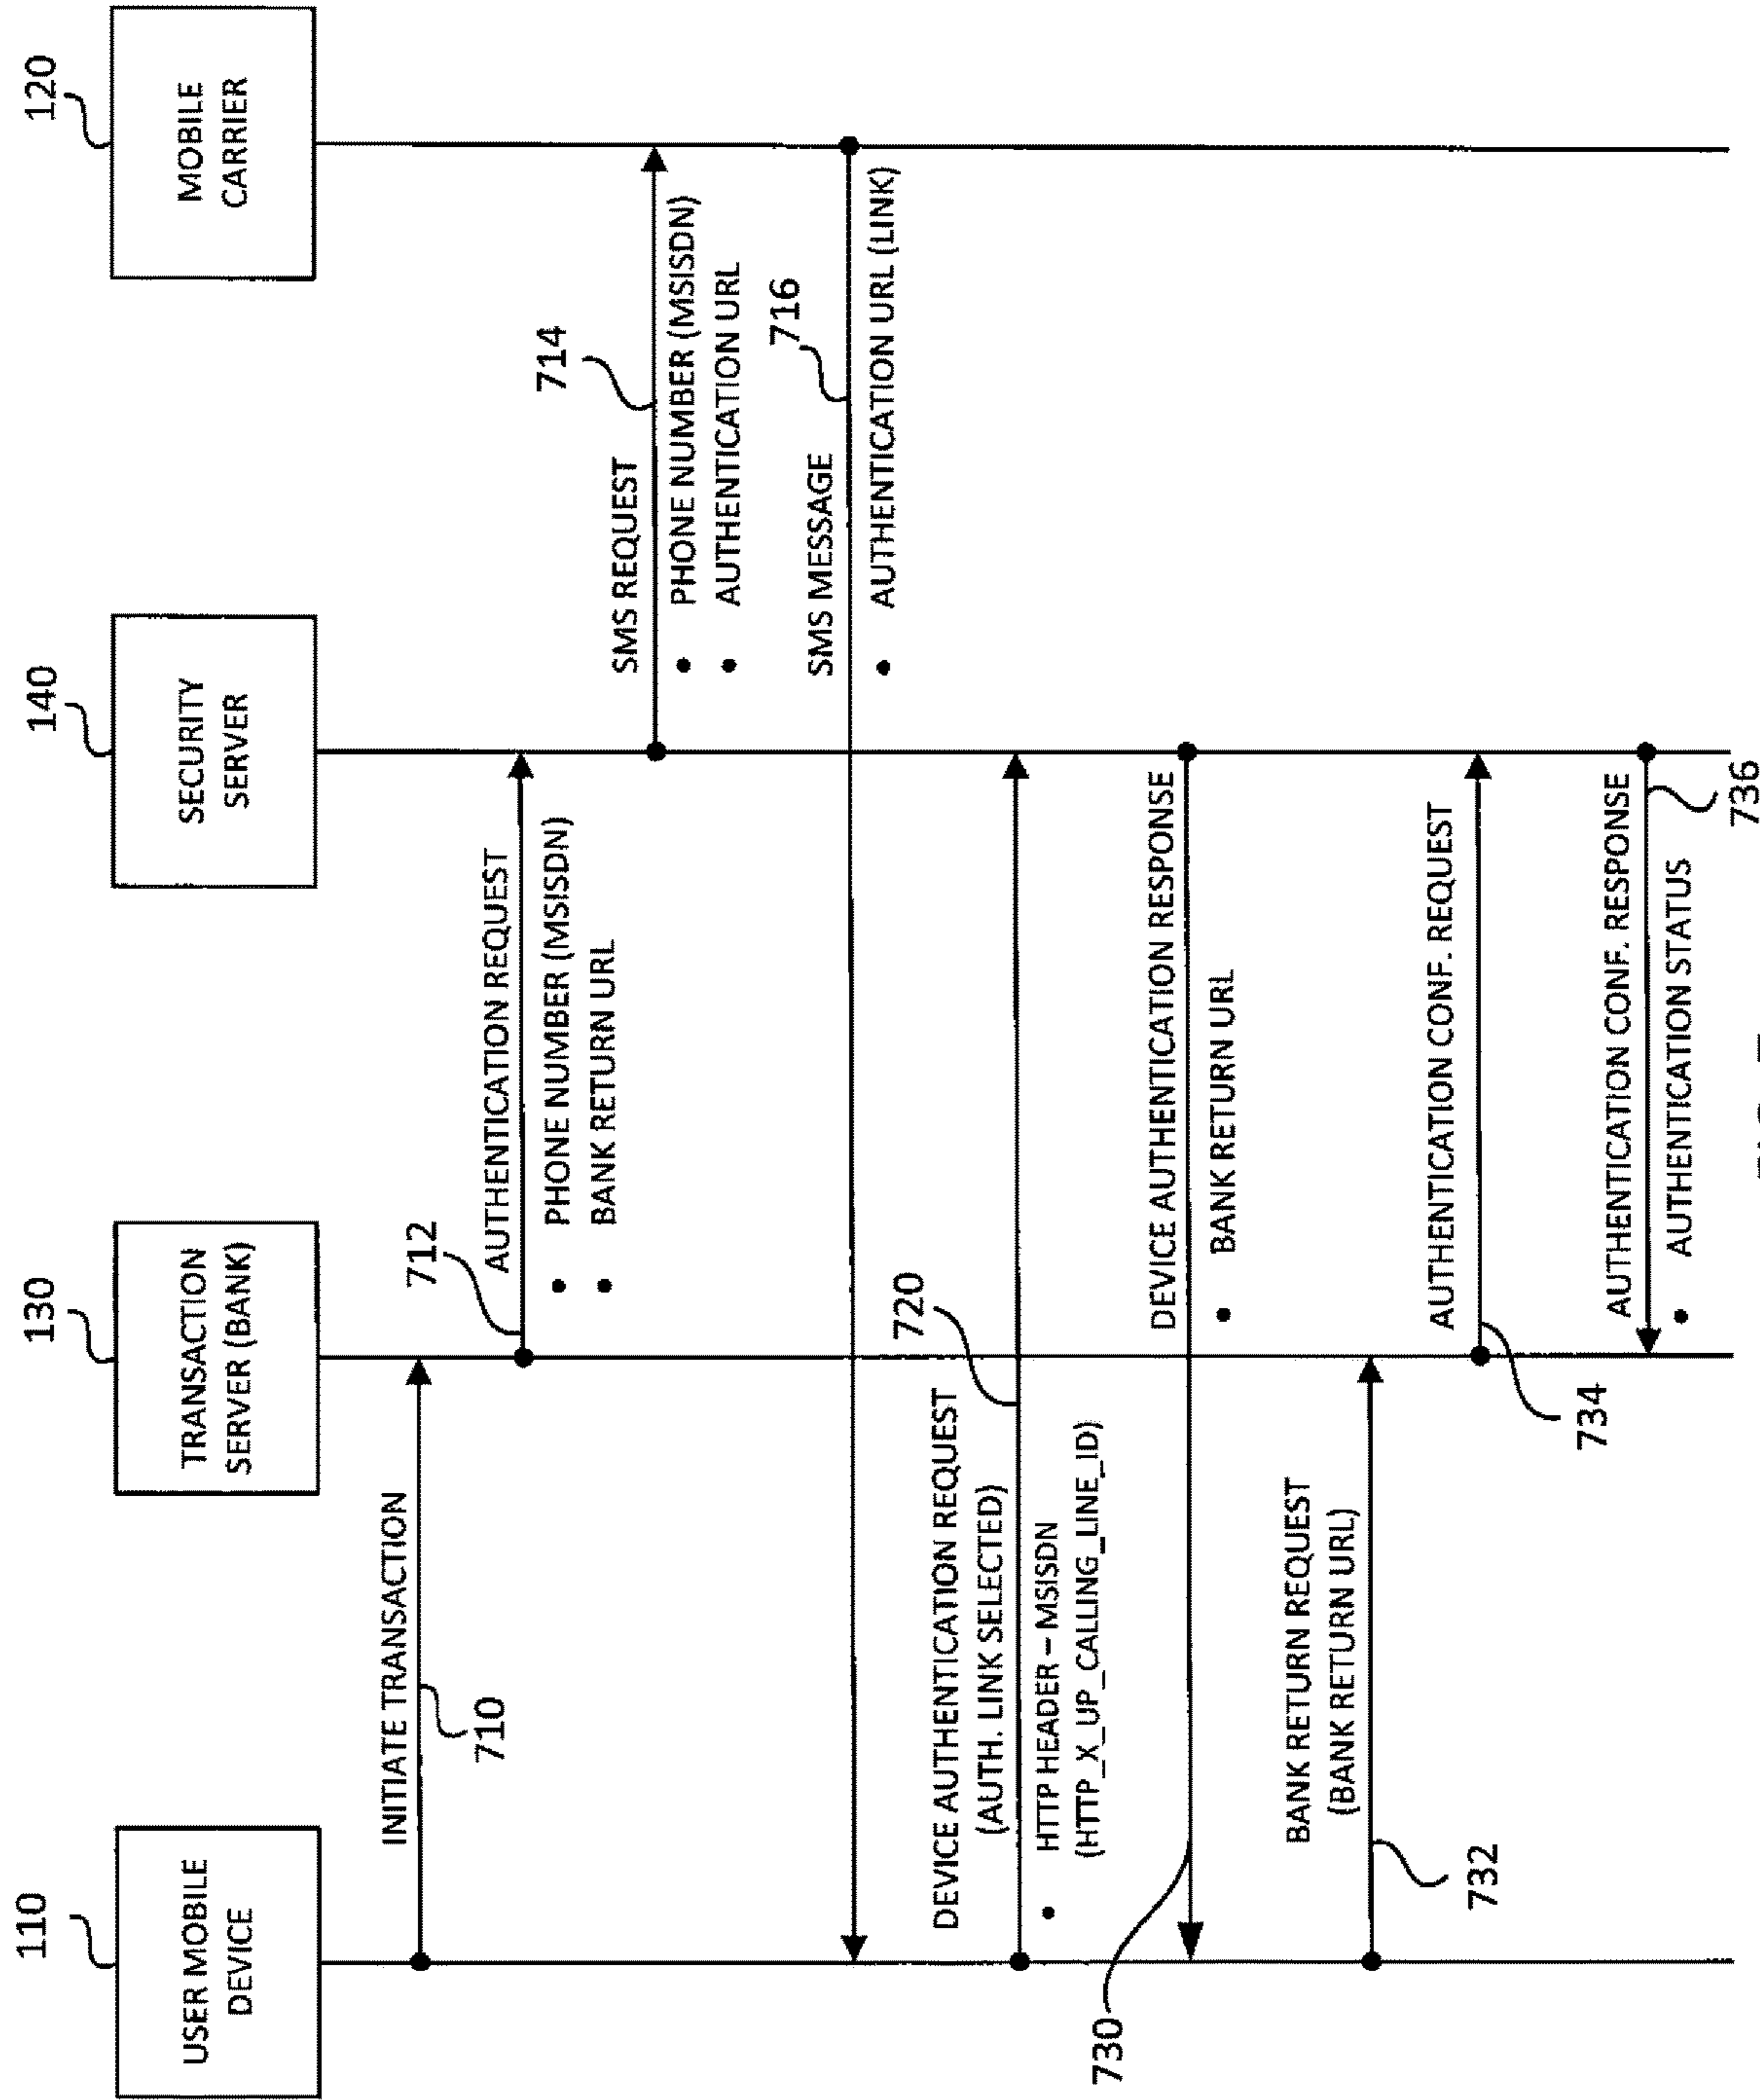 110
USER MOBILE
DEVICE
130
TRANSACTION
SERVER (BANK)
140
SECURITY
SERVER
120
MOBILE
CARRIER
INITIATE TRANSACTION
710
712
AUTHENTICATION REQUEST
• PHONE NUMBER (MSISDN)
• BANK RETURN URL
714
SMS REQUEST
• PHONE NUMBER (MSISDN)
• AUTHENTICATION URL
716
SMS MESSAGE
• AUTHENTICATION URL (LINK)
720
DEVICE AUTHENTICATION REQUEST
(AUTH. LINK SELECTED)
• HTTP HEADER – MSISDN
(HTTP_X_UP_CALLING_LINE_ID)
730
DEVICE AUTHENTICATION RESPONSE
• BANK RETURN URL
BANK RETURN REQUEST
(BANK RETURN URL)
732
AUTHENTICATION CONF. REQUEST
734
AUTHENTICATION CONF. RESPONSE
• AUTHENTICATION STATUS
736